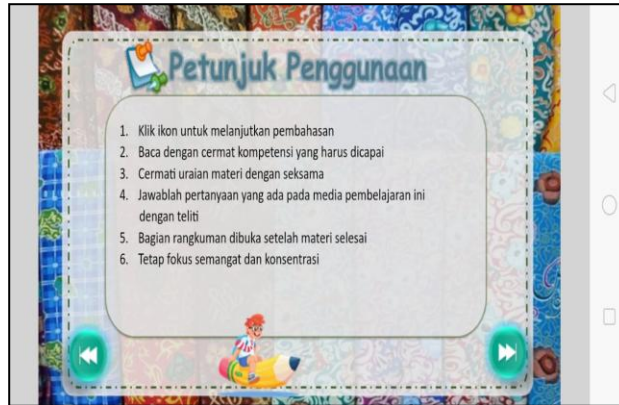 Petunjuk Penggunaan
1. Klik ikon untuk melanjutkan pembahasan
2. Baca dengan cermat kompetensi yang harus dicapai
3. Cermati uraian materi dengan seksama
4. Jawablah pertanyaan yang ada pada media pembelajaran ini
dengan teliti
5. Bagian rangkuman dibuka setelah materi selesai
6. Tetap fokus semangat dan konsentrasi